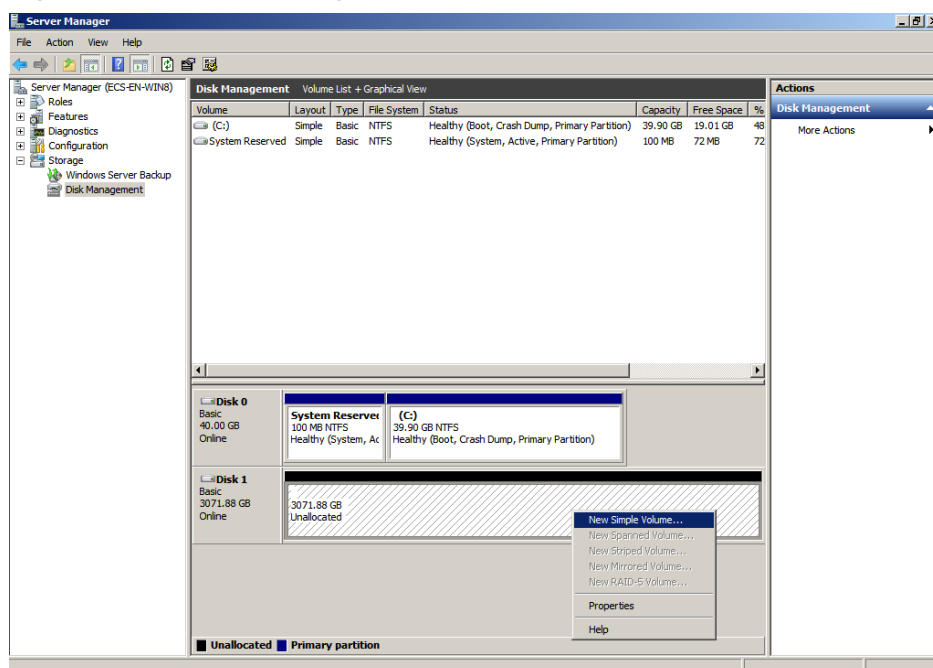 Server Manager
File Action View Help
Server Manager (ECS-EN-WIN8)
Roles
Features
Diagnostics
Configuration
Storage
Windows Server Backup
Disk Management
Disk Management Volume List + Graphical View
Volume Layout Type File System Status Capacity Free Space %
(C:) Simple Basic NTFS Healthy (Boot, Crash Dump, Primary Partition) 39.90 GB 19.01 GB 48
System Reserved Simple Basic NTFS Healthy (System, Active, Primary Partition) 100 MB 72 MB 72
Actions
Disk Management
More Actions
Disk 0
Basic
40.00 GB
Online
System Reserved
100 MB NTFS
Healthy (System, Ac
(C:)
39.90 GB NTFS
Healthy (Boot, Crash Dump, Primary Partition)
Disk 1
Basic
3071.88 GB
Online
3071.88 GB
Unallocated
New Simple Volume...
New Spanned Volume...
New Striped Volume...
New Mirrored Volume...
New RAID-5 Volume...
Properties
Help
Unallocated Primary partition